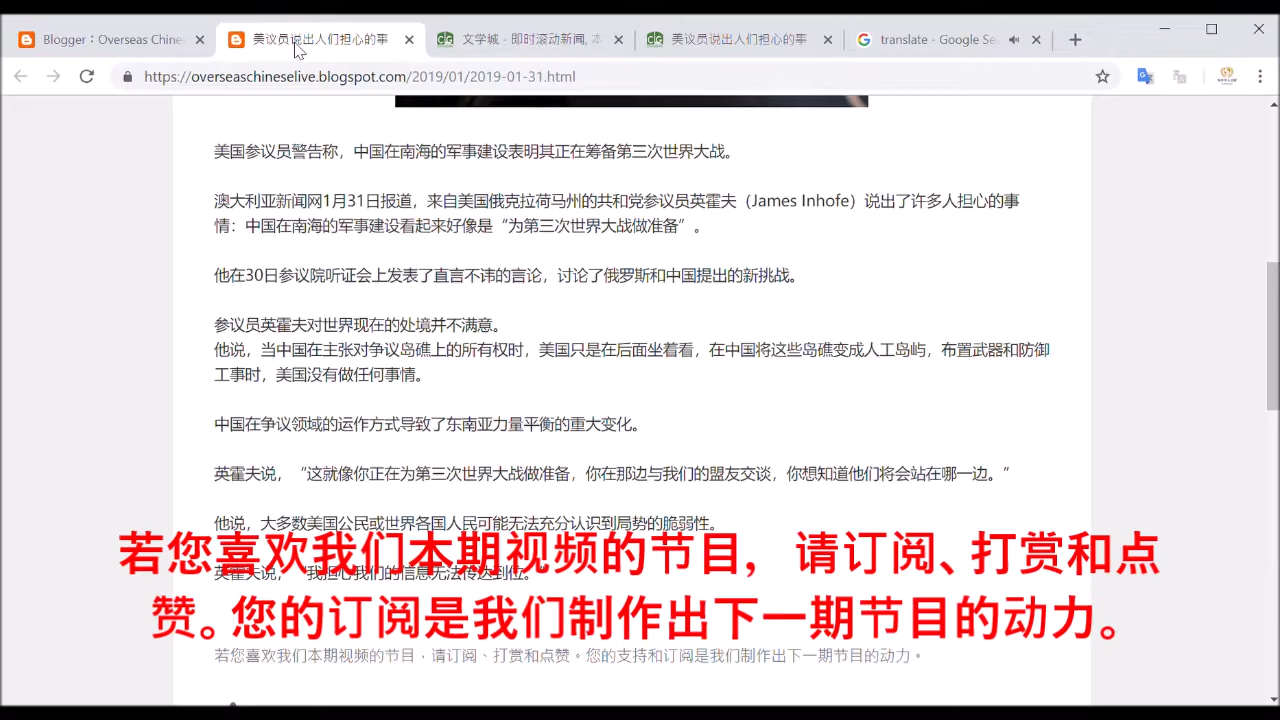 Blogger：Overseas Chines
美议员说出人们担心的事
文学城 - 即时滚动新闻, 本
美议员说出人们担心的事
translate - Google Se
https://overseaschineselive.blogspot.com/2019/01/2019-01-31.html
美国参议员警告称，中国在南海的军事建设表明其正在筹备第三次世界大战。
澳大利亚新闻网1月31日报道，来自美国俄克拉荷马州的共和党参议员英霍夫（James Inhofe）说出了许多人担心的事
情：中国在南海的军事建设看起来好像是“为第三次世界大战做准备”。
他在30日参议院听证会上发表了直言不讳的言论，讨论了俄罗斯和中国提出的新挑战。
参议员英霍夫对世界现在的处境并不满意。
他说，当中国在主张对争议岛礁上的所有权时，美国只是在后面坐着看，在中国将这些岛礁变成人工岛屿，布置武器和防御
工事时，美国没有做任何事情。
中国在争议领域的运作方式导致了东南亚力量平衡的重大变化。
英霍夫说，“这就像你正在为第三次世界大战做准备，你在那边与我们的盟友交谈，你想知道他们将会站在哪一边。”
他说，大多数美国公民或世界各国人民可能无法充分认识到局势的脆弱性。
英霍夫说，“我担心我们的信息无法传达到位。”
若您喜欢我们本期视频的节目，请订阅、打赏和点
赞。您的订阅是我们制作出下一期节目的动力。
若您喜欢我们本期视频的节目，请订阅、打赏和点赞。您的支持和订阅是我们制作出下一期节目的动力。